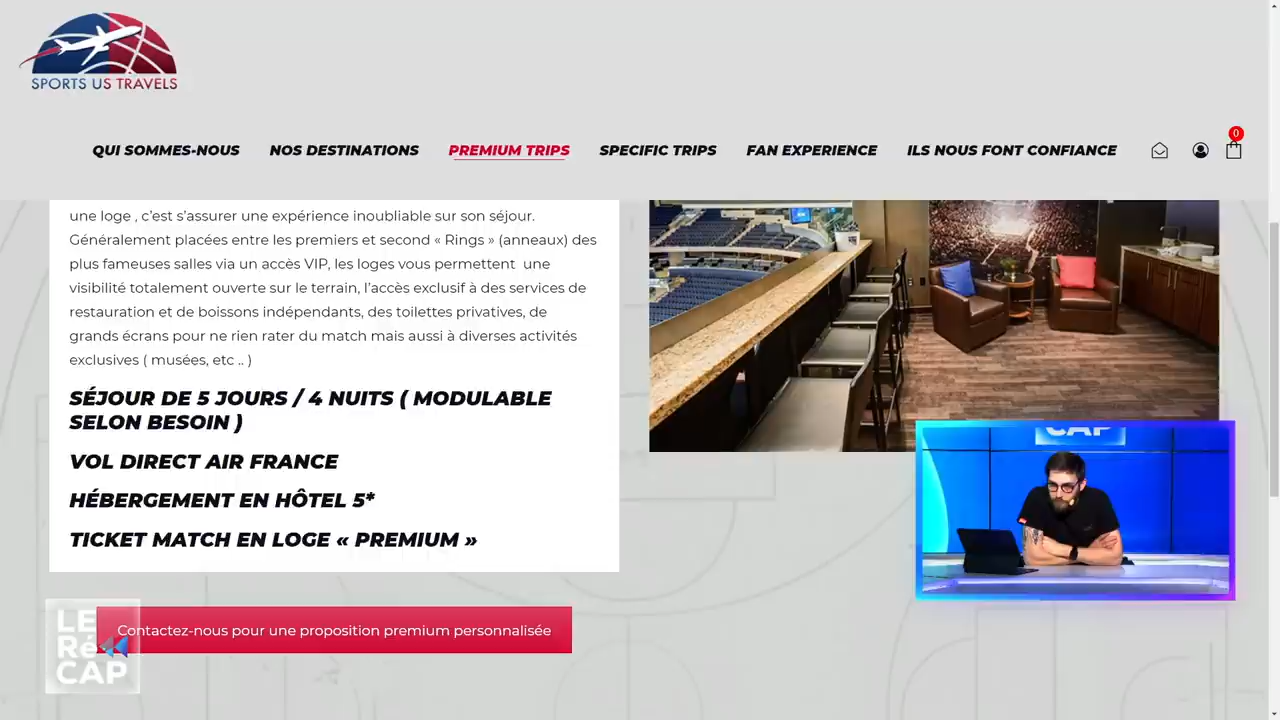 SPORTS US TRAVELS
0
QUI SOMMES-NOUS NOS DESTINATIONS PREMIUM TRIPS SPECIFIC TRIPS FAN EXPERIENCE ILS NOUS FONT CONFIANCE
une loge , c’est s’assurer une expérience inoubliable sur son séjour.
Généralement placées entre les premiers et second « Rings » (anneaux) des
plus fameuses salles via un accès VIP, les loges vous permettent  une
visibilité totalement ouverte sur le terrain, l’accès exclusif à des services de
restauration et de boissons indépendants, des toilettes privatives, de
grands écrans pour ne rien rater du match mais aussi à diverses activités
exclusives ( musées, etc .. )
SÉJOUR DE 5 JOURS / 4 NUITS ( MODULABLE
SELON BESOIN )
VOL DIRECT AIR FRANCE
HÉBERGEMENT EN HÔTEL 5*
TICKET MATCH EN LOGE « PREMIUM »
CAP
Contactez-nous pour une proposition premium personnalisée
LE
Ré
CAP